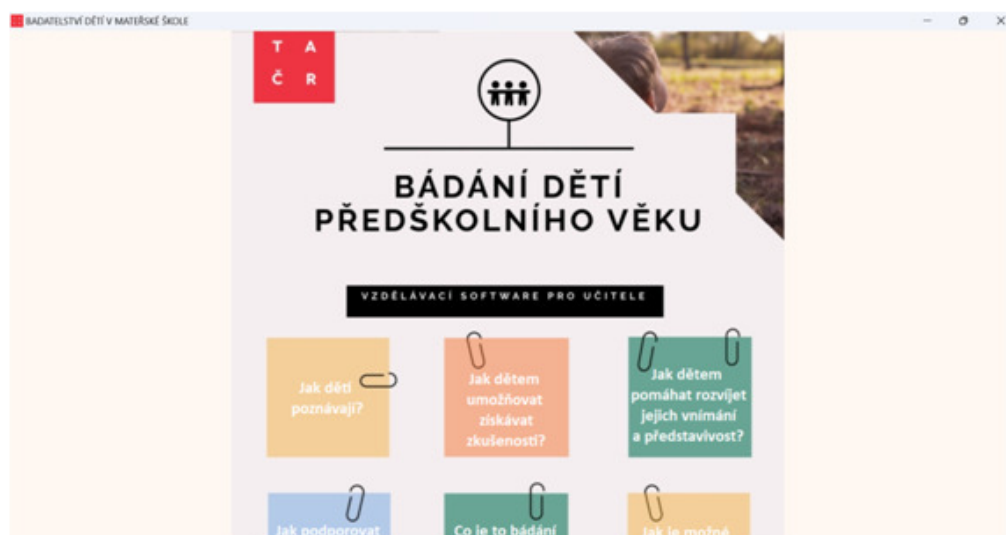 BADATELSTVÍ DĚTÍ V MATEŘSKÉ ŠKOLE
T A
Č R
BÁDÁNÍ DĚTÍ
PŘEDŠKOLNÍHO VĚKU
VZDĚLÁVACÍ SOFTWARE PRO UČITELE
Jak děti
poznávají?
Jak dětem
umožňovat
získávat
zkušenosti?
Jak dětem
pomáhat rozvíjet
jejich vnímání
a představivost?
Jak podporovat
Co je to bádání
Jak je možné